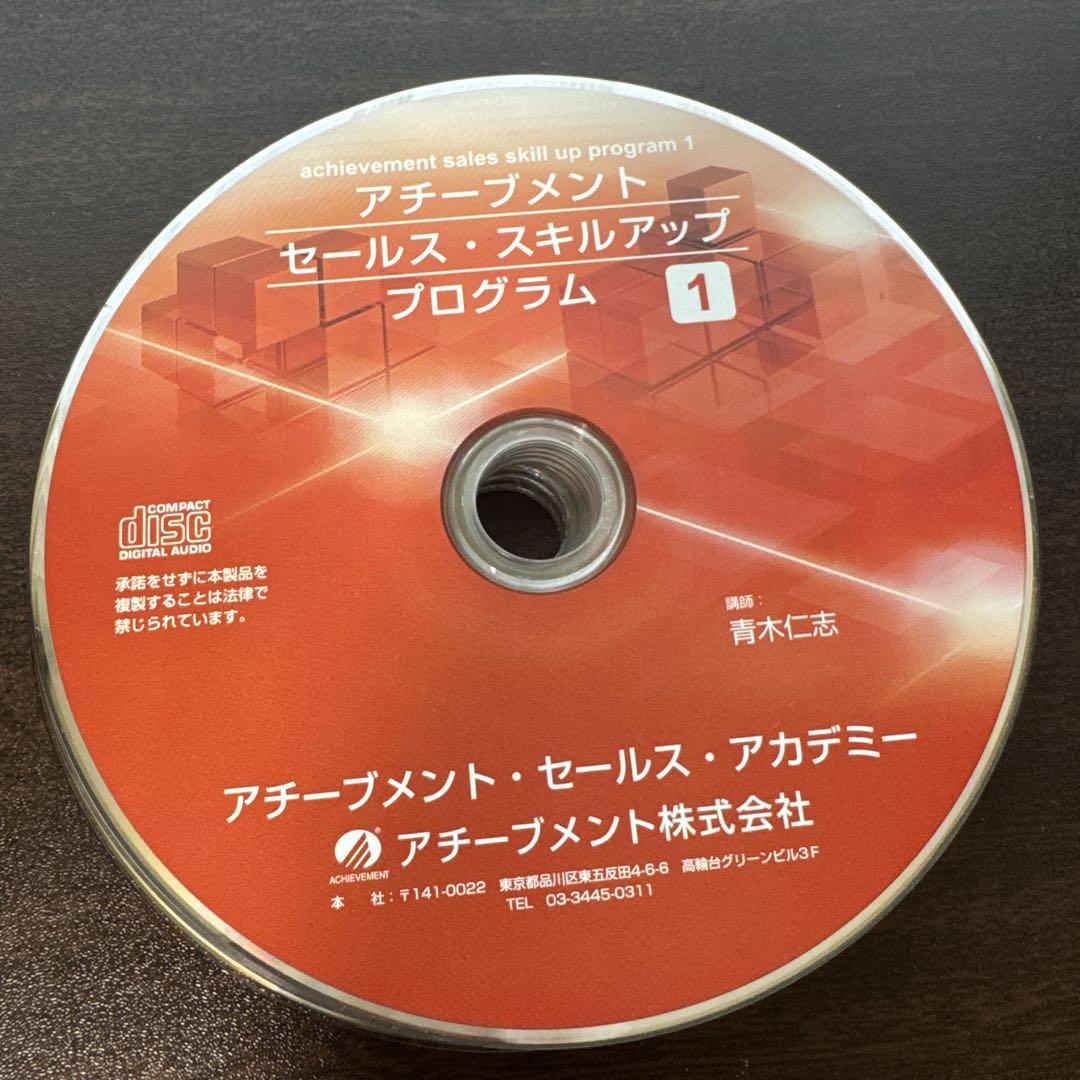 achievement sales skill up program 1
アチーブメント
セールス・スキルアップ
プログラム 1
COMPACT
disc
DIGITAL AUDIO
承諾をせずに本製品を
複製することは法律で
禁じられています。
講師：
青木仁志
アチーブメント・セールス・アカデミー
アチーブメント株式会社
ACHIEVEMENT
本　社：〒141-0022　東京都品川区東五反田4-6-6　高輪台グリーンビル3F
TEL　03-3445-0311